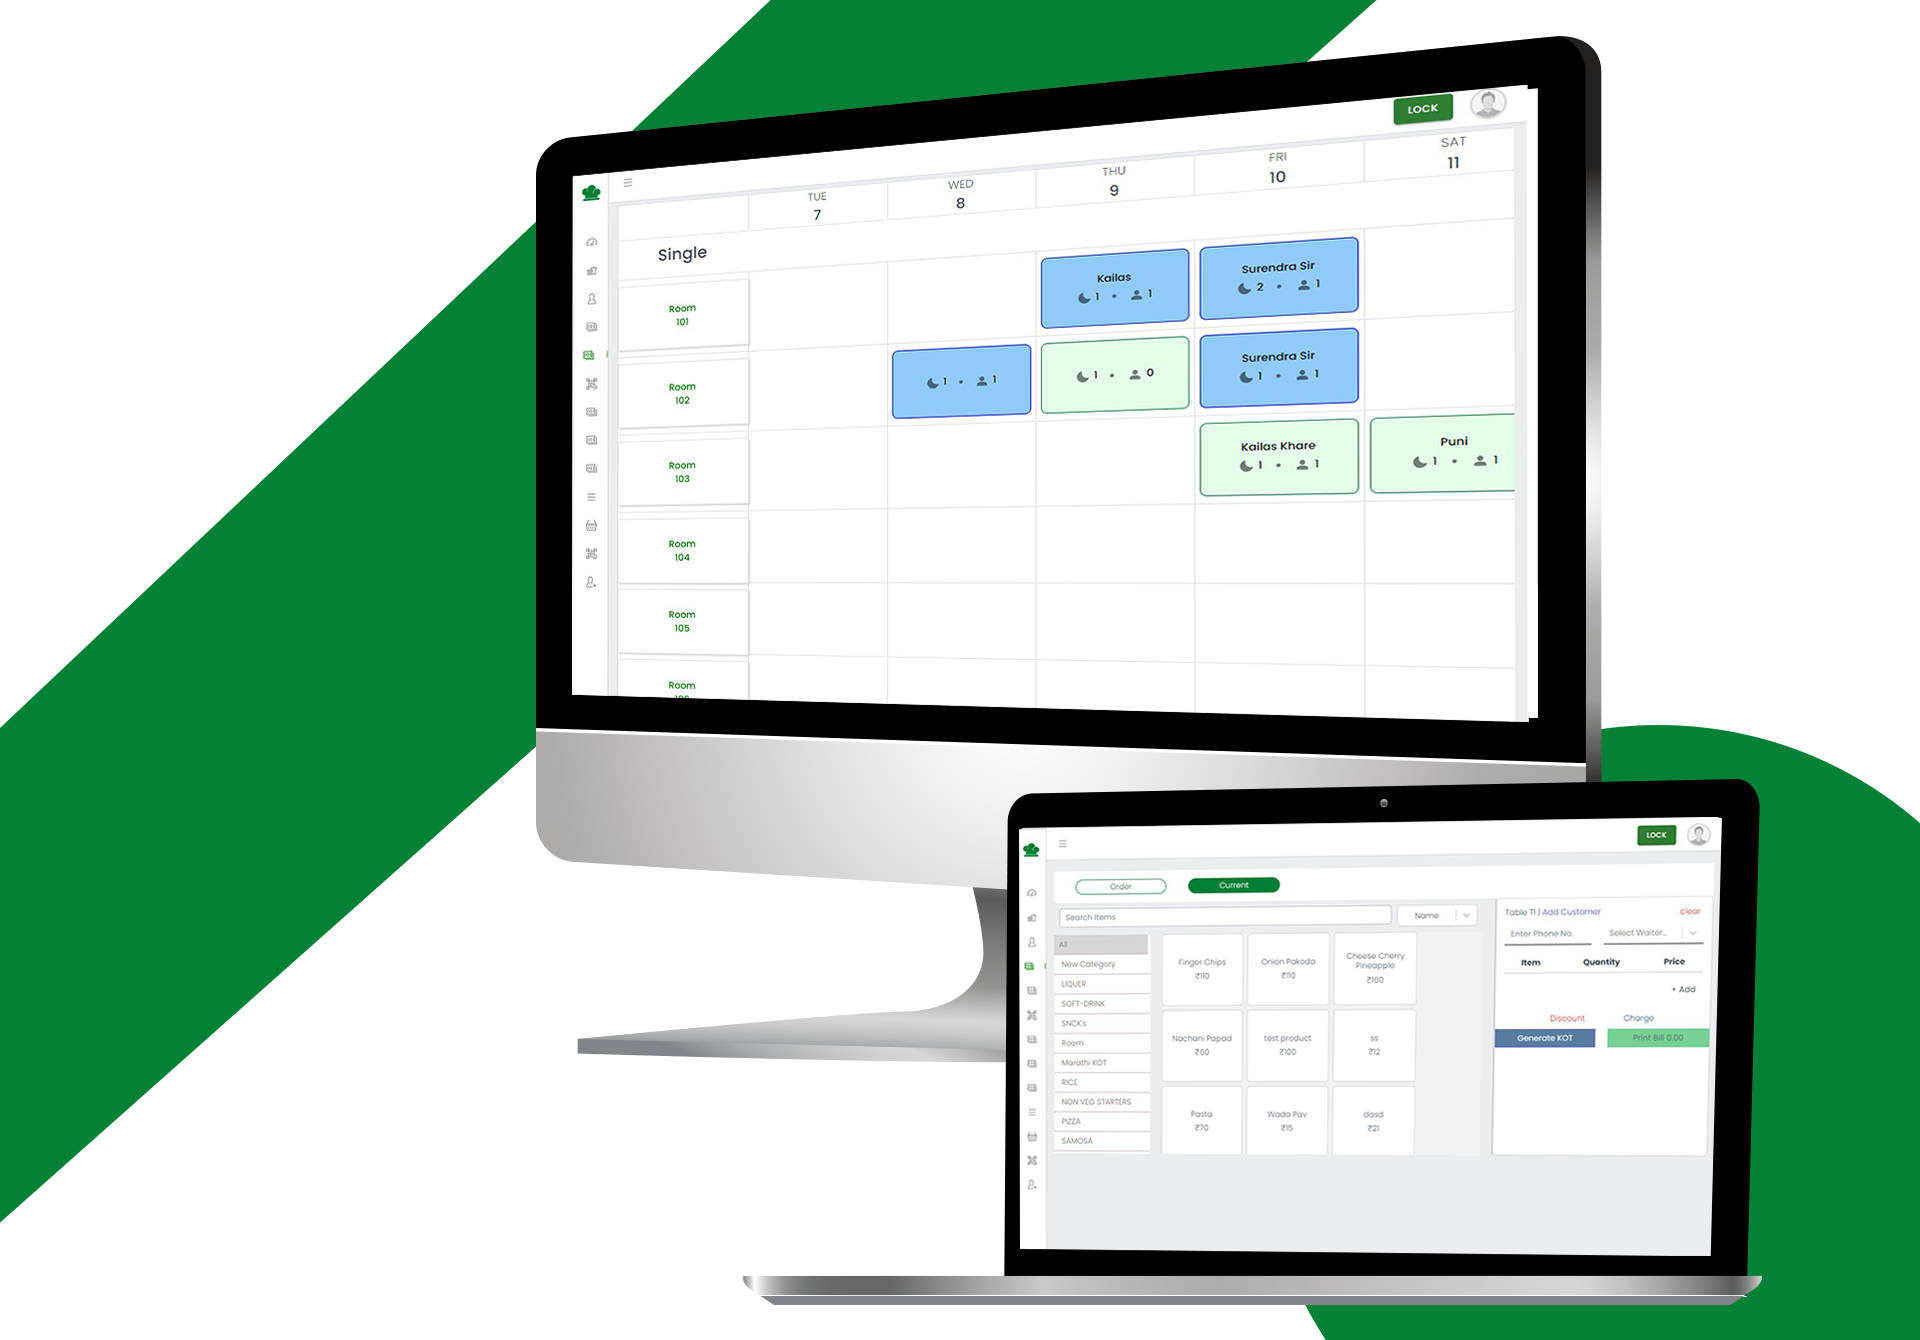 LOCK
TUE
7
WED
8
THU
9
FRI
10
SAT
11
Single
Room
101
Kailas
1 • 1
Surendra Sir
2 • 1
Room
102
1 • 1
1 • 0
Surendra Sir
1 • 1
Room
103
Kailas Khare
1 • 1
Puni
1 • 1
Room
104
Room
105
Room
LOCK
Order
Current
Search Items
Name
All
New Category
LIQUER
SOFT-DRINK
SNCK's
Room
Marathi KOT
RICE
NON VEG STARTERS
PIZZA
SAMOSA
Finger Chips
₹110
Onion Pakoda
₹110
Cheese Cherry
Pineapple
₹160
Nachani Papad
₹60
test product
₹100
ss
₹12
Pasta
₹70
Wada Pav
₹15
dasd
₹21
Table T1 | Add Customer
clear
Enter Phone No.
Select Waiter...
Item Quantity Price
+ Add
Discount
Charge
Generate KOT
Print Bill 0.00